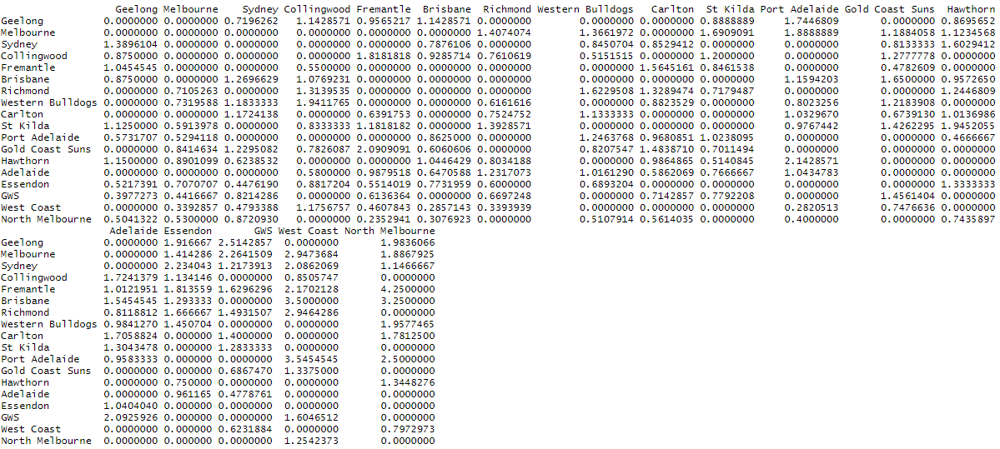 Geelong Melbourne Sydney Collingwood Fremantle Brisbane Richmond Western Bulldogs Carlton St Kilda Port Adelaide Gold Coast Suns Hawthorn
Geelong 0.0000000 0.0000000 0.7196262 1.1428571 0.9565217 1.1428571 0.0000000 0.0000000 0.0000000 0.8888889 1.7446809 0.0000000 0.8695652
Melbourne 0.0000000 0.0000000 0.0000000 0.0000000 0.0000000 0.0000000 1.4074074 1.3661972 0.0000000 1.6909091 1.8888889 1.1884058 1.1234568
Sydney 1.3896104 0.0000000 0.0000000 0.0000000 0.0000000 0.7876106 0.0000000 0.8450704 0.8529412 0.0000000 0.0000000 0.8133333 1.6029412
Collingwood 0.8750000 0.0000000 0.0000000 0.0000000 1.8181818 0.9285714 0.7610619 0.5151515 0.0000000 1.2000000 0.0000000 1.2777778 0.0000000
Fremantle 1.0454545 0.0000000 0.0000000 0.5500000 0.0000000 0.0000000 0.0000000 0.0000000 1.5645161 0.8461538 0.0000000 0.4782609 0.0000000
Brisbane 0.8750000 0.0000000 1.2696629 1.0769231 0.0000000 0.0000000 0.0000000 0.0000000 0.0000000 0.0000000 1.1594203 1.6500000 0.9572650
Richmond 0.0000000 0.7105263 0.0000000 1.3139535 0.0000000 0.0000000 0.0000000 1.6229508 1.3289474 0.7179487 0.0000000 0.0000000 1.2446809
Western Bulldogs 0.0000000 0.7319588 1.1833333 1.9411765 0.0000000 0.0000000 0.6161616 0.0000000 0.8823529 0.0000000 0.8023256 1.2183908 0.0000000
Carlton 0.0000000 0.0000000 1.1724138 0.0000000 0.6391753 0.0000000 0.7524752 1.1333333 0.0000000 0.0000000 1.0329670 0.6739130 1.0136986
St Kilda 1.1250000 0.5913978 0.0000000 0.8333333 1.1818182 0.0000000 1.3928571 0.0000000 0.0000000 0.0000000 0.9767442 1.4262295 1.9452055
Port Adelaide 0.5731707 0.5294118 0.0000000 0.0000000 0.0000000 0.8625000 0.0000000 1.2463768 0.9680851 1.0238095 0.0000000 0.0000000 0.4666667
Gold Coast Suns 0.0000000 0.8414634 1.2295082 0.7826087 2.0909091 0.6060606 0.0000000 0.8207547 1.4838710 0.7011494 0.0000000 0.0000000 0.0000000
Hawthorn 1.1500000 0.8901099 0.6238532 0.0000000 0.0000000 1.0446429 0.8034188 0.0000000 0.9864865 0.5140845 2.1428571 0.0000000 0.0000000
Adelaide 0.0000000 0.0000000 0.0000000 0.5800000 0.9879518 0.6470588 1.2317073 1.0161290 0.5862069 0.7666667 1.0434783 0.0000000 0.0000000
Essendon 0.5217391 0.7070707 0.4476190 0.8817204 0.5514019 0.7731959 0.6000000 0.6893204 0.0000000 0.0000000 0.0000000 0.0000000 1.3333333
GWS 0.3977273 0.4416667 0.8214286 0.0000000 0.6136364 0.0000000 0.6697248 0.0000000 0.7142857 0.7792208 0.0000000 1.4561404 0.0000000
West Coast 0.0000000 0.3392857 0.4793388 1.1756757 0.4607843 0.2857143 0.3393939 0.0000000 0.0000000 0.0000000 0.2820513 0.7476636 0.0000000
North Melbourne 0.5041322 0.5300000 0.8720930 0.0000000 0.2352941 0.3076923 0.0000000 0.5107914 0.5614035 0.0000000 0.4000000 0.0000000 0.7435897
Adelaide Essendon GWS West Coast North Melbourne
Geelong 0.0000000 1.916667 2.5142857 0.0000000 1.9836066
Melbourne 0.0000000 1.414286 2.2641509 2.9473684 1.8867925
Sydney 0.0000000 2.234043 1.2173913 2.0862069 1.1466667
Collingwood 1.7241379 1.134146 0.0000000 0.8505747 0.0000000
Fremantle 1.0121951 1.813559 1.6296296 2.1702128 4.2500000
Brisbane 1.5454545 1.293333 0.0000000 3.5000000 3.2500000
Richmond 0.8118812 1.666667 1.4931507 2.9464286 0.0000000
Western Bulldogs 0.9841270 1.450704 0.0000000 0.0000000 1.9577465
Carlton 1.7058824 0.000000 1.4000000 0.0000000 1.7812500
St Kilda 1.3043478 0.000000 1.2833333 0.0000000 0.0000000
Port Adelaide 0.9583333 0.000000 0.0000000 3.5454545 2.5000000
Gold Coast Suns 0.0000000 0.000000 0.6867470 1.3375000 0.0000000
Hawthorn 0.0000000 0.750000 0.0000000 0.0000000 1.3448276
Adelaide 0.0000000 0.961165 0.4778761 0.0000000 0.0000000
Essendon 1.0404040 0.000000 0.0000000 0.0000000 0.0000000
GWS 2.0925926 0.000000 0.0000000 1.6046512 0.0000000
West Coast 0.0000000 0.000000 0.6231884 0.0000000 0.7972973
North Melbourne 0.0000000 0.000000 0.0000000 1.2542373 0.0000000